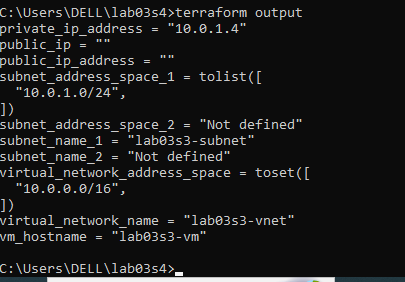 C:\Users\DELL\lab03s4>terraform output
private_ip_address = "10.0.1.4"
public_ip = ""
public_ip_address = ""
subnet_address_space_1 = tolist([
  "10.0.1.0/24",
])
subnet_address_space_2 = "Not defined"
subnet_name_1 = "lab03s3-subnet"
subnet_name_2 = "Not defined"
virtual_network_address_space = toset([
  "10.0.0.0/16",
])
virtual_network_name = "lab03s3-vnet"
vm_hostname = "lab03s3-vm"
C:\Users\DELL\lab03s4>